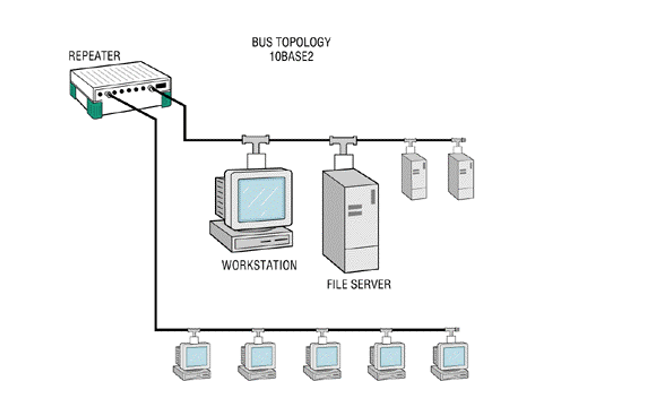 BUS TOPOLOGY
10BASE2
REPEATER
WORKSTATION
FILE SERVER